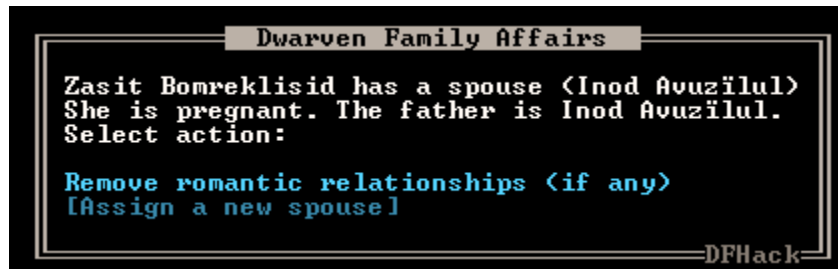 Dwarven Family Affairs
Zasit Bomreklisid has a spouse (Inod Avuzïlul)
She is pregnant. The father is Inod Avuzïlul.
Select action:
Remove romantic relationships (if any)
[Assign a new spouse]
DFHack